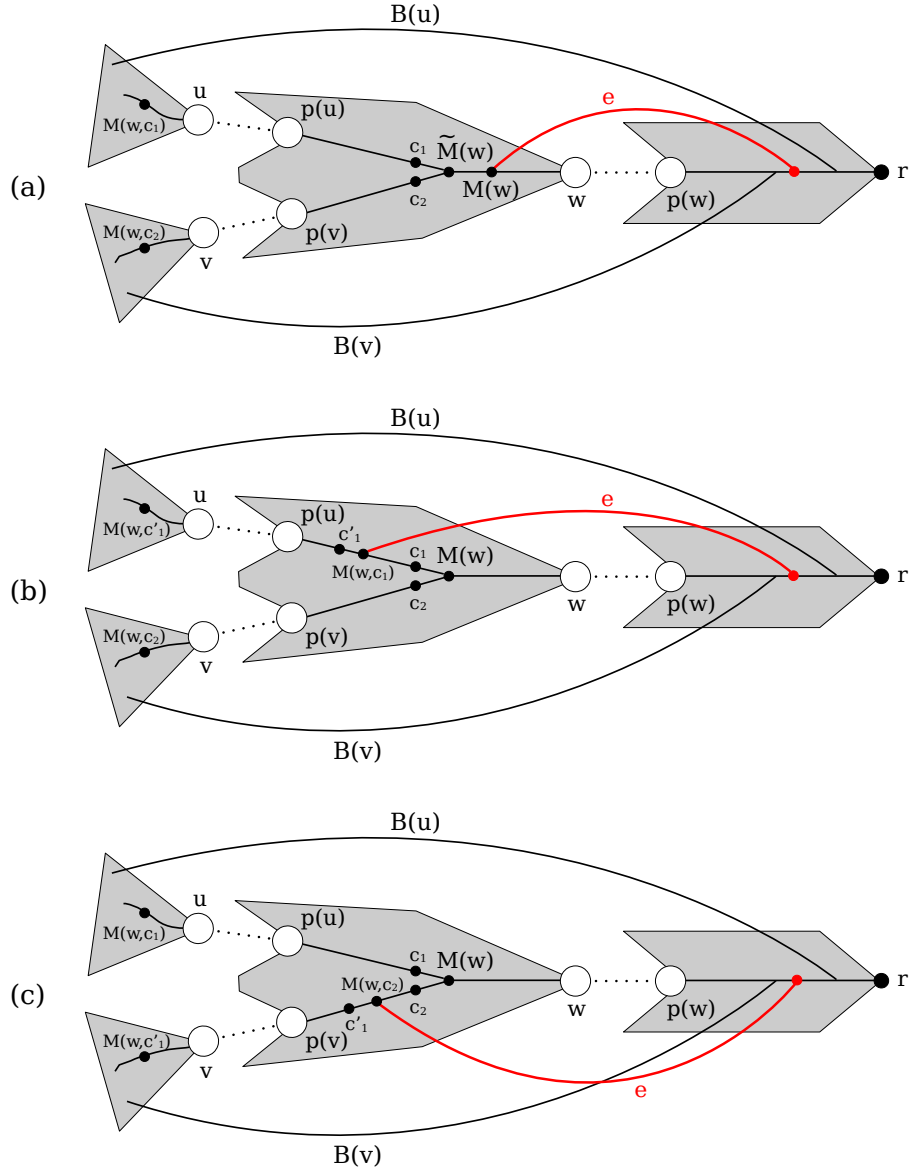 B(u)
e
u
p(u)
M(w,c₁)
c₁
M̃(w)
(a)
r
c₂
M(w)
w
p(w)
M(w,c₂)
v
p(v)
B(v)
B(u)
e
u
p(u)
c'₁
M(w,c'₁)
c₁
M(w)
M(w,c₁)
(b)
r
c₂
w
p(w)
M(w,c₂)
v
p(v)
B(v)
B(u)
u
p(u)
M(w,c₁)
c₁
M(w)
(c)
r
M(w,c₂)
c₂
w
p(w)
c'₁
M(w,c'₁)
v
p(v)
e
B(v)